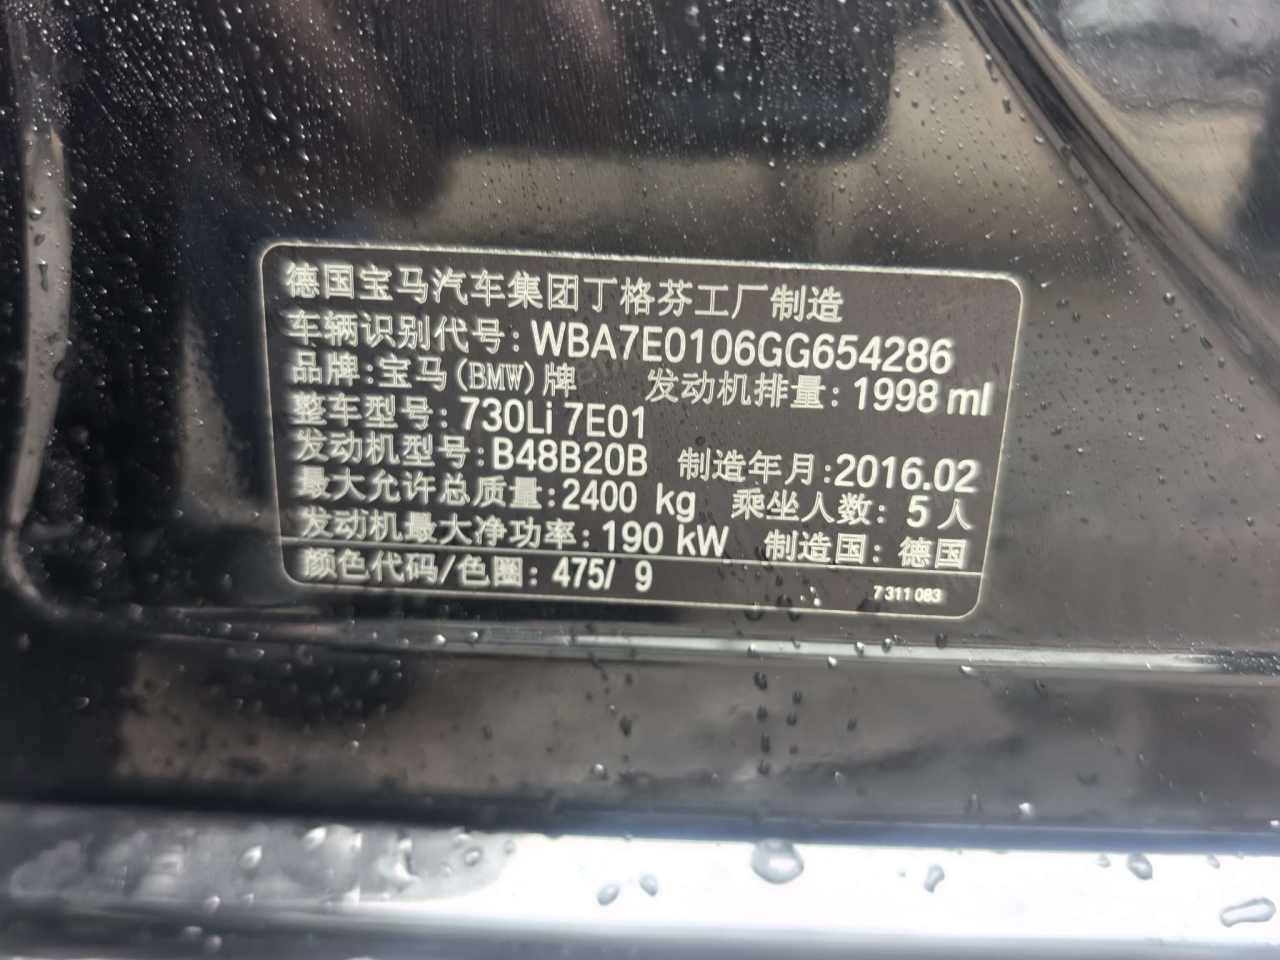 德国宝马汽车集团丁格芬工厂制造
车辆识别代号:WBA7E0106GG654286
品牌:宝马(BMW)牌 发动机排量:1998 ml
整车型号:730Li 7E01
发动机型号:B48B20B 制造年月:2016.02
最大允许总质量:2400 kg 乘坐人数:5人
发动机最大净功率:190 kW 制造国:德国
颜色代码/色圈:475/ 9 7 311 083